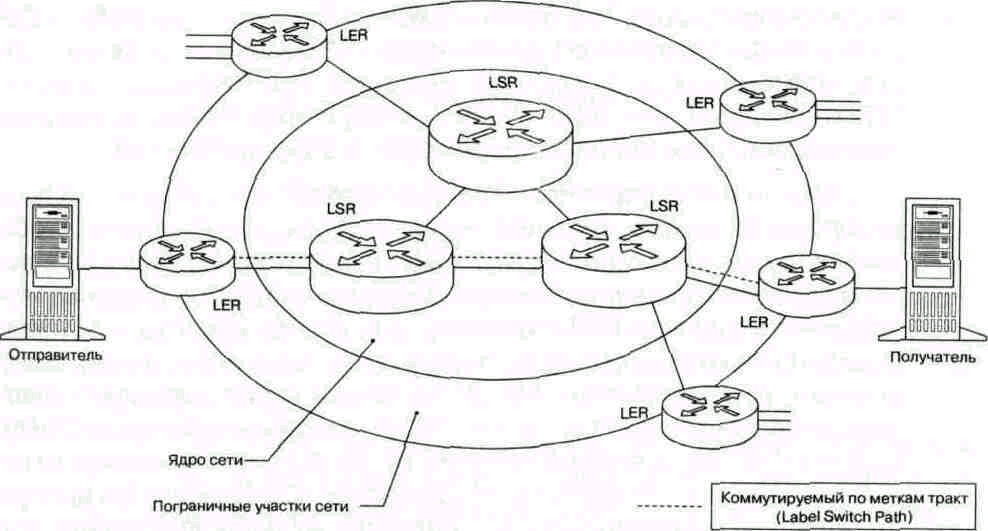 LER
LSR
LER
LSR
LSR
LER
LER
Отправитель
Получатель
LER
Ядро сети
Пограничные участки сети
Коммутируемый по меткам тракт
(Label Switch Path)